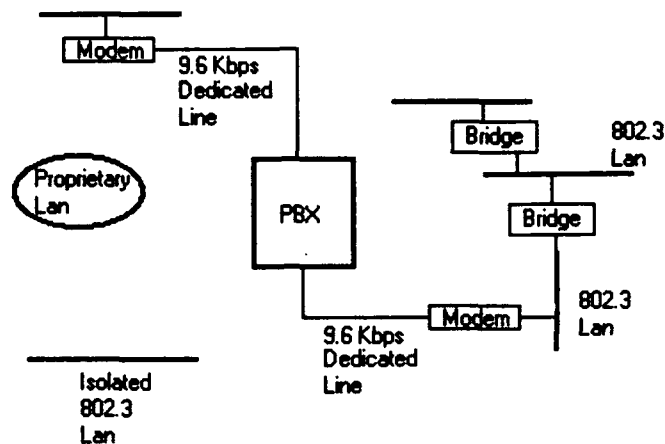 Modem
9.6 Kbps
Dedicated
Line
Bridge
802.3
Lan
Proprietary
Lan
PBX
Bridge
802.3
Lan
Modem
9.6 Kbps
Dedicated
Line
Isolated
802.3
Lan